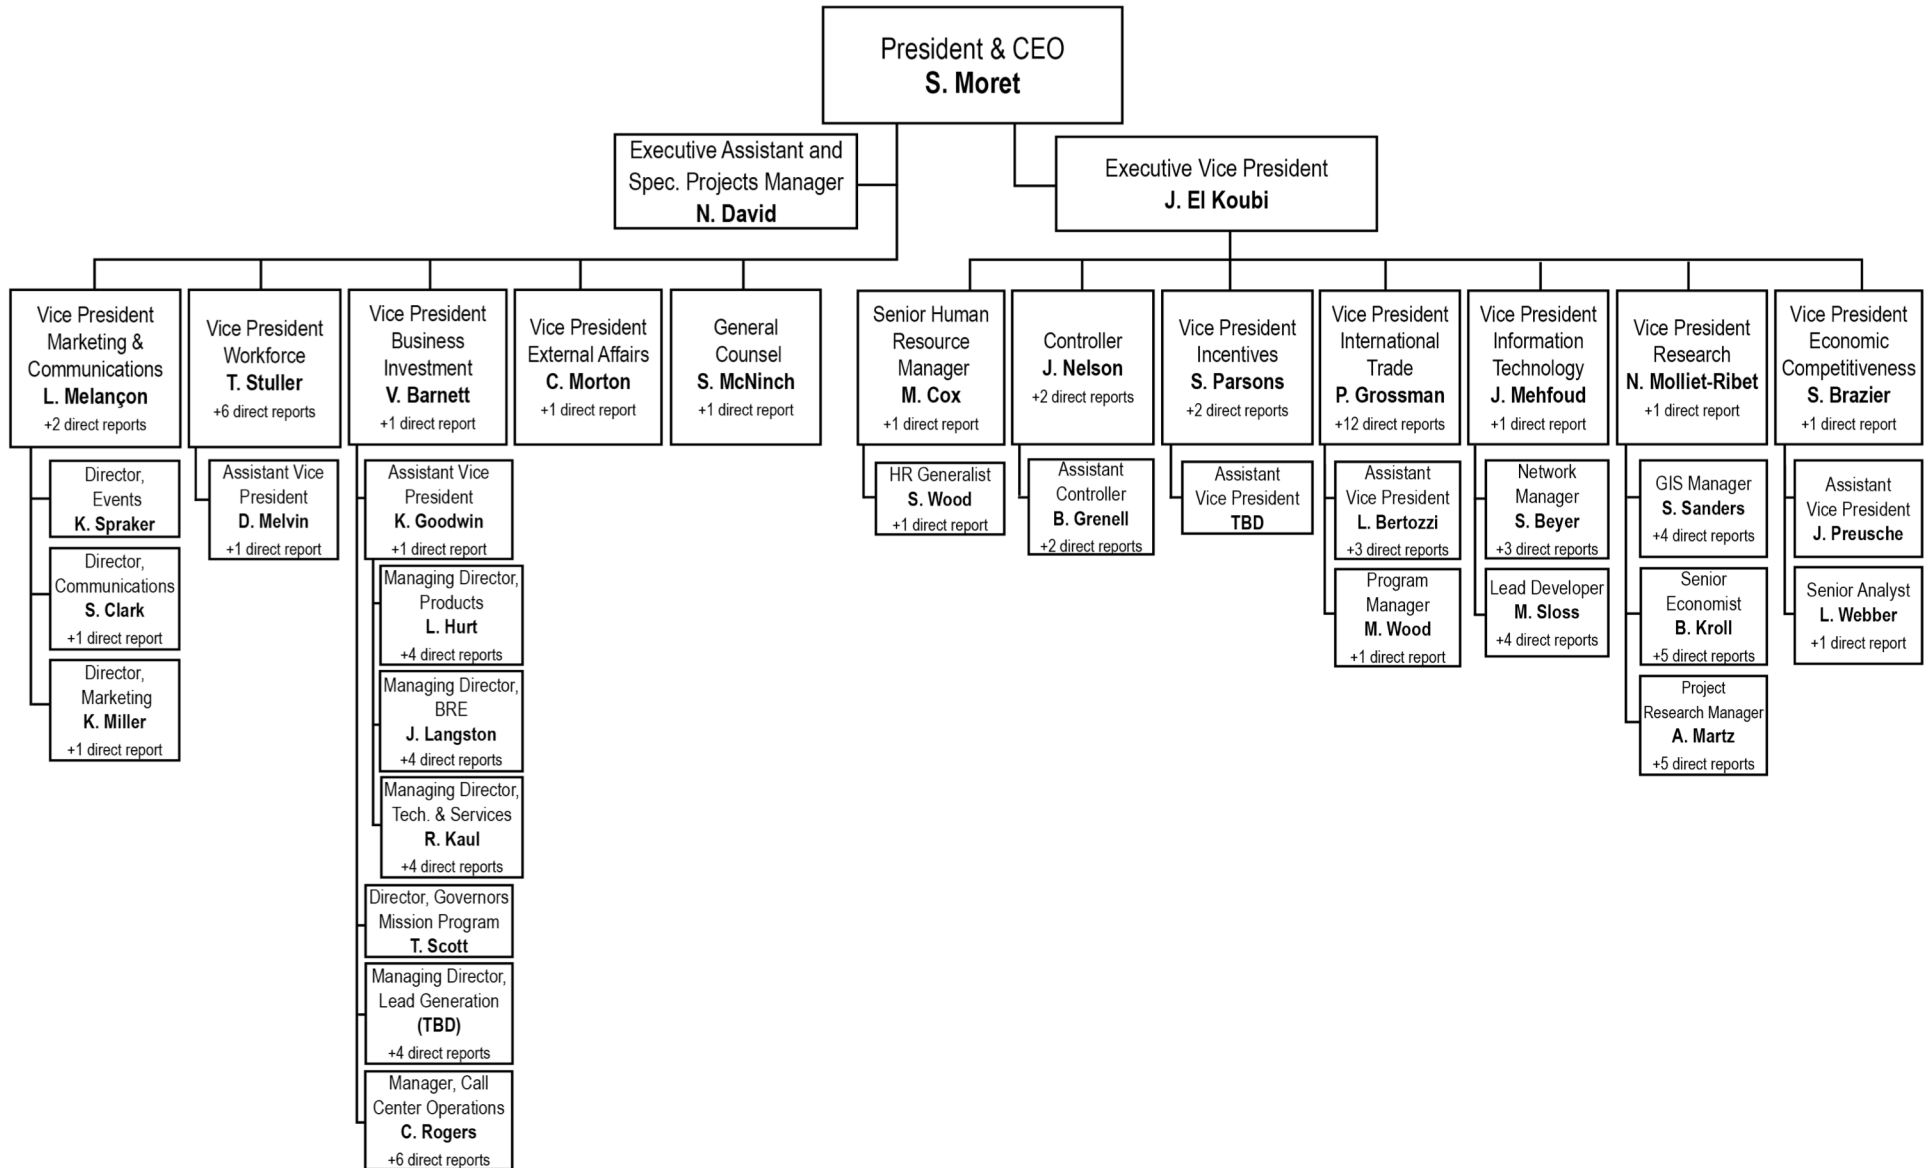 President & CEO
S. Moret
Executive Assistant and
Spec. Projects Manager
N. David
Executive Vice President
J. El Koubi
Vice President
Marketing &
Communications
L. Melançon
+2 direct reports
Vice President
Workforce
T. Stuller
+6 direct reports
Vice President
Business
Investment
V. Barnett
+1 direct report
Vice President
External Affairs
C. Morton
+1 direct report
General
Counsel
S. McNinch
+1 direct report
Senior Human
Resource
Manager
M. Cox
+1 direct report
Controller
J. Nelson
+2 direct reports
Vice President
Incentives
S. Parsons
+2 direct reports
Vice President
International
Trade
P. Grossman
+12 direct reports
Vice President
Information
Technology
J. Mehfoud
+1 direct report
Vice President
Research
N. Molliet-Ribet
+1 direct report
Vice President
Economic
Competitiveness
S. Brazier
+1 direct report
Director,
Events
K. Spraker
Director,
Communications
S. Clark
+1 direct report
Director,
Marketing
K. Miller
+1 direct report
Assistant Vice
President
D. Melvin
+1 direct report
Assistant Vice
President
K. Goodwin
+1 direct report
Managing Director,
Products
L. Hurt
+4 direct reports
Managing Director,
BRE
J. Langston
+4 direct reports
Managing Director,
Tech. & Services
R. Kaul
+4 direct reports
Director, Governors
Mission Program
T. Scott
Managing Director,
Lead Generation
(TBD)
+4 direct reports
Manager, Call
Center Operations
C. Rogers
+6 direct reports
HR Generalist
S. Wood
+1 direct report
Assistant
Controller
B. Grenell
+2 direct reports
Assistant
Vice President
TBD
Assistant
Vice President
L. Bertozzi
+3 direct reports
Program
Manager
M. Wood
+1 direct report
Network
Manager
S. Beyer
+3 direct reports
Lead Developer
M. Sloss
+4 direct reports
GIS Manager
S. Sanders
+4 direct reports
Senior
Economist
B. Kroll
+5 direct reports
Project
Research Manager
A. Martz
+5 direct reports
Assistant
Vice President
J. Preusche
Senior Analyst
L. Webber
+1 direct report